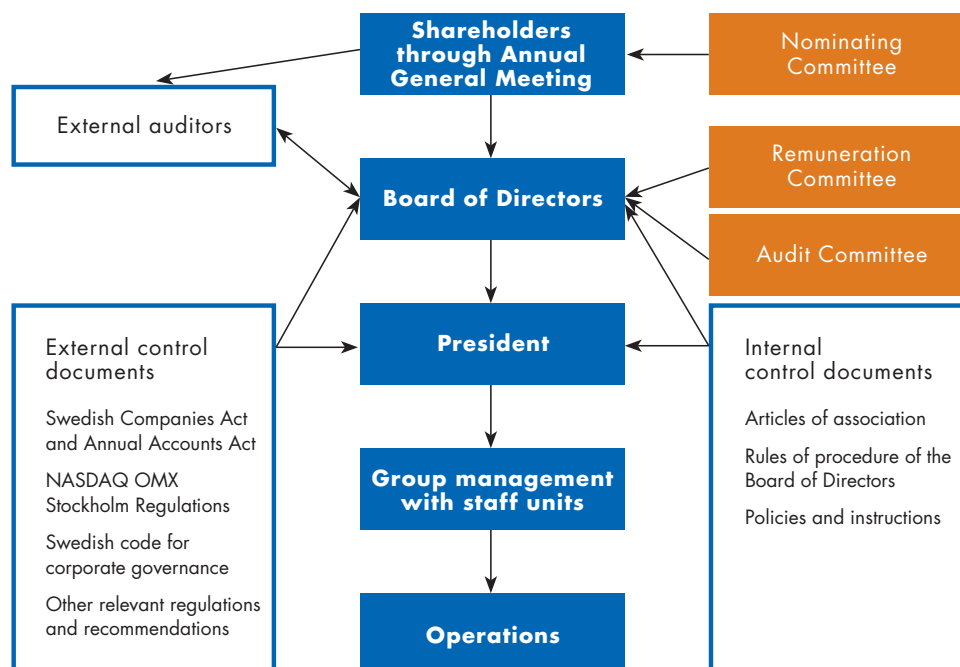 Shareholders
through Annual
General Meeting
Nominating
Committee
External auditors
Remuneration
Committee
Board of Directors
Audit Committee
External control
documents
Swedish Companies Act
and Annual Accounts Act
NASDAQ OMX
Stockholm Regulations
Swedish code for
corporate governance
Other relevant regulations
and recommendations
President
Group management
with staff units
Operations
Internal
control documents
Articles of association
Rules of procedure of the
Board of Directors
Policies and instructions